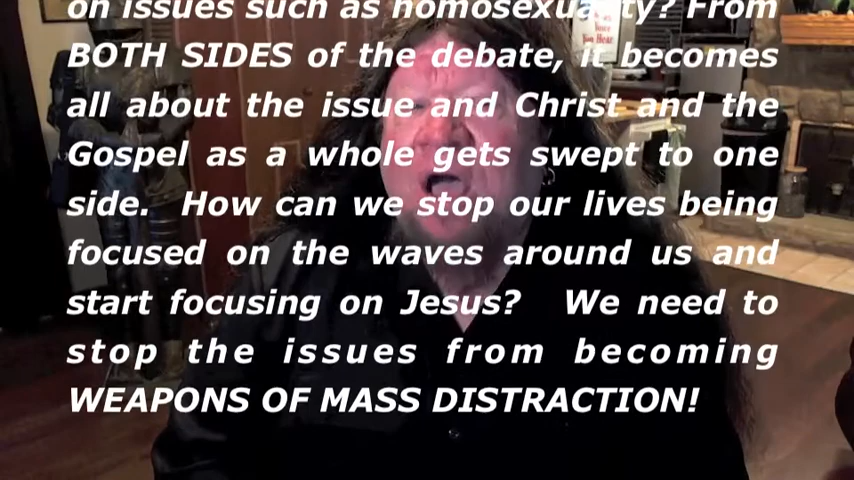 on issues such as homosexuality? From
BOTH SIDES of the debate, it becomes
all about the issue and Christ and the
Gospel as a whole gets swept to one
side. How can we stop our lives being
focused on the waves around us and
start focusing on Jesus? We need to
stop the issues from becoming
WEAPONS OF MASS DISTRACTION!